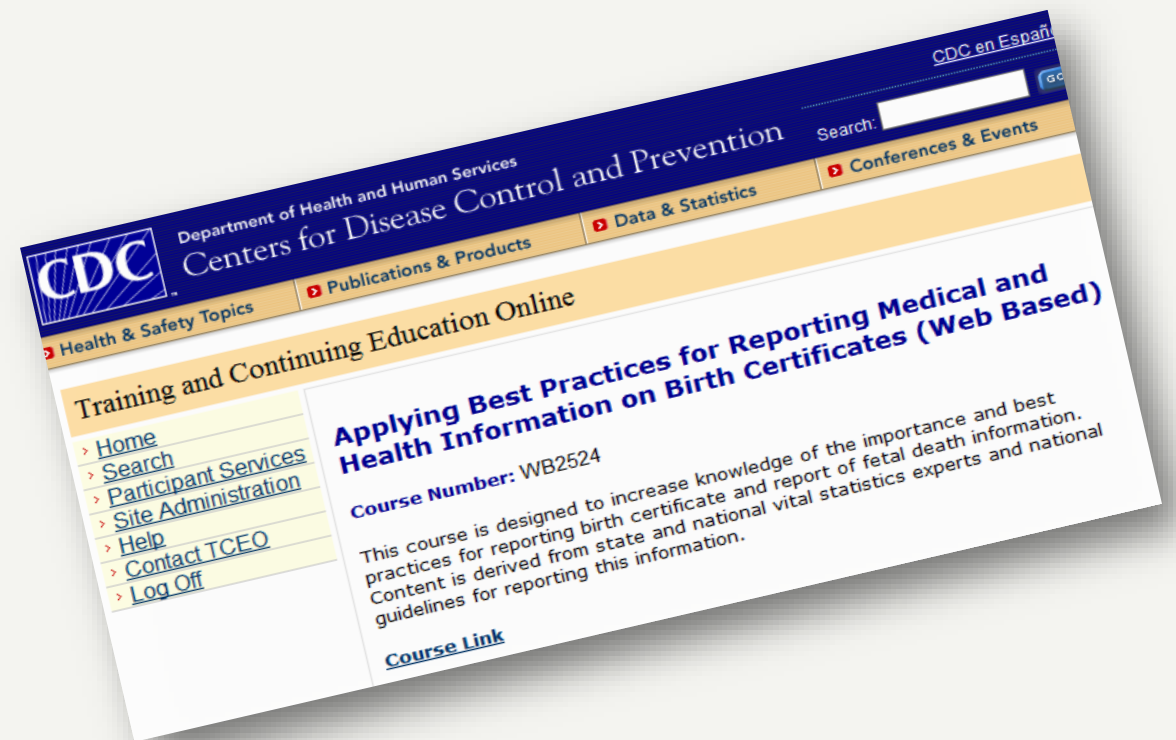 CDC en Españ
Search:
GO
Department of Health and Human Services
CDC
™
Centers for Disease Control and Prevention
Health & Safety Topics
Publications & Products
Data & Statistics
Conferences & Events
Training and Continuing Education Online
Home
Search
Participant Services
Site Administration
Help
Contact TCEO
Log Off
Applying Best Practices for Reporting Medical and
Health Information on Birth Certificates (Web Based)
Course Number: WB2524
This course is designed to increase knowledge of the importance and best
practices for reporting birth certificate and report of fetal death information.
Content is derived from state and national vital statistics experts and national
guidelines for reporting this information.
Course Link